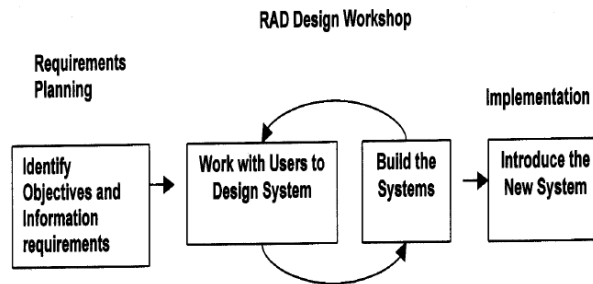 RAD Design Workshop
Requirements
Planning
Implementation
Identify
Objectives and
Information
requirements
Work with Users to
Design System
Build the
Systems
Introduce the
New System